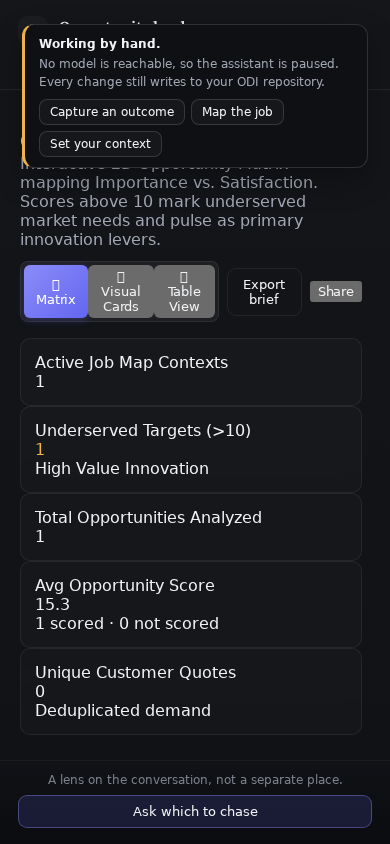 Working by hand.
No model is reachable, so the assistant is paused.
Every change still writes to your ODI repository.
Capture an outcome
Map the job
Set your context
mapping Importance vs. Satisfaction.
Scores above 10 mark underserved
market needs and pulse as primary
innovation levers.
Matrix
Visual
Cards
Table
View
Export
brief
Share
Active Job Map Contexts
1
Underserved Targets (>10)
1
High Value Innovation
Total Opportunities Analyzed
1
Avg Opportunity Score
15.3
1 scored · 0 not scored
Unique Customer Quotes
0
Deduplicated demand
A lens on the conversation, not a separate place.
Ask which to chase